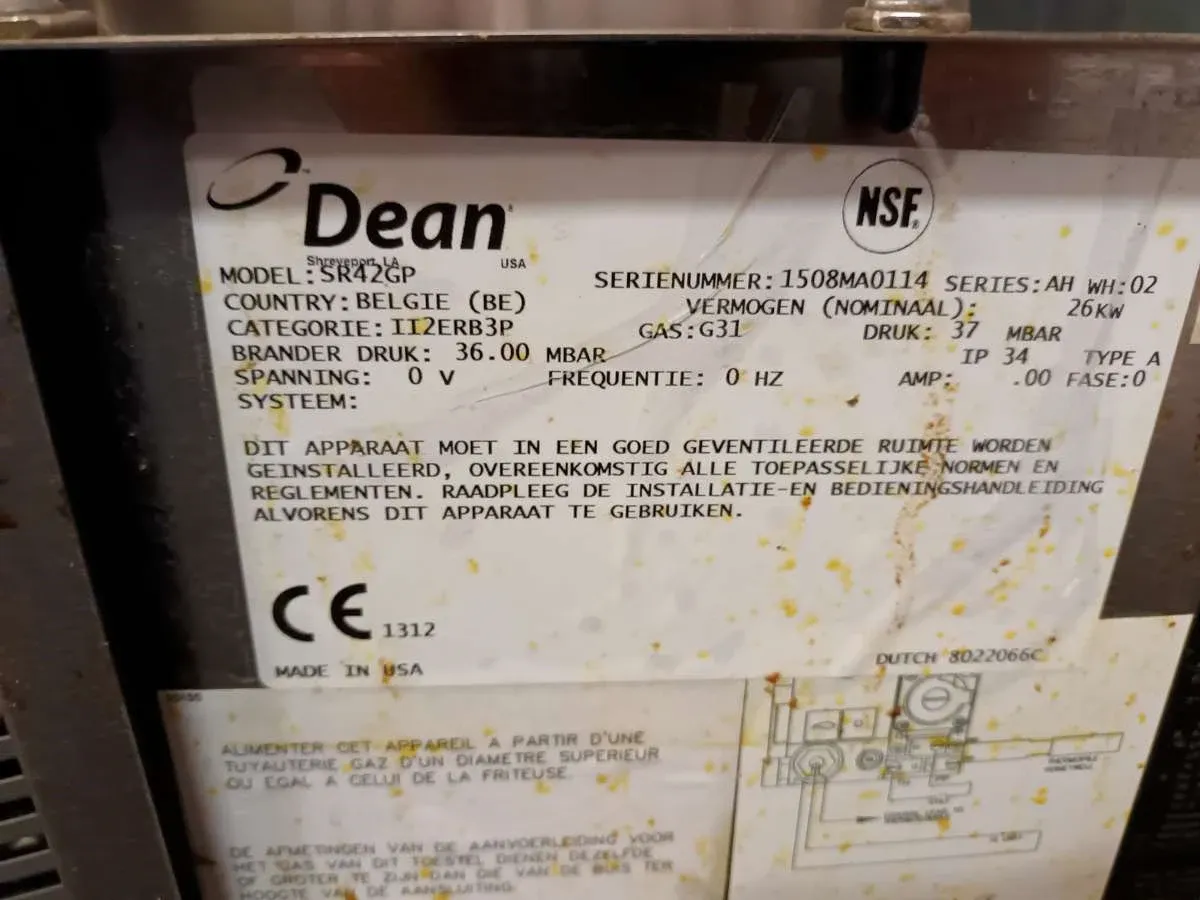 Dean
NSF
Shreveport, LA USA
MODEL: SR42GP SERIENUMMER: 1508MA0114 SERIES: AH WH: 02
COUNTRY: BELGIE (BE) VERMOGEN (NOMINAAL): 26KW
CATEGORIE: II2ERB3P GAS: G31 DRUK: 37 MBAR
BRANDER DRUK: 36.00 MBAR IP 34 TYPE A
SPANNING: 0 V FREQUENTIE: 0 HZ AMP: .00 FASE: 0
SYSTEEM:
DIT APPARAAT MOET IN EEN GOED GEVENTILEERDE RUIMTE WORDEN
GEINSTALLEERD, OVEREENKOMSTIG ALLE TOEPASSELIJKE NORMEN EN
REGLEMENTEN. RAADPLEEG DE INSTALLATIE-EN BEDIENINGSHANDLEIDING
ALVORENS DIT APPARAAT TE GEBRUIKEN.
CE 1312
MADE IN USA
DUTCH 8022066C
ALIMENTER CET APPAREIL A PARTIR D'UNE
TUYAUTERIE GAZ D'UN DIAMETRE SUPERIEUR
OU EGAL A CELUI DE LA FRITEUSE.
DE AFMETINGEN VAN DE AANVOERLEIDING VOOR
HET GAS VAN DIT TOESTEL DIENEN DEZELFDE
OF GROTER TE ZIJN DAN DIE VAN DE BUIS TER
HOOGTE VAN DE AANSLUITING.